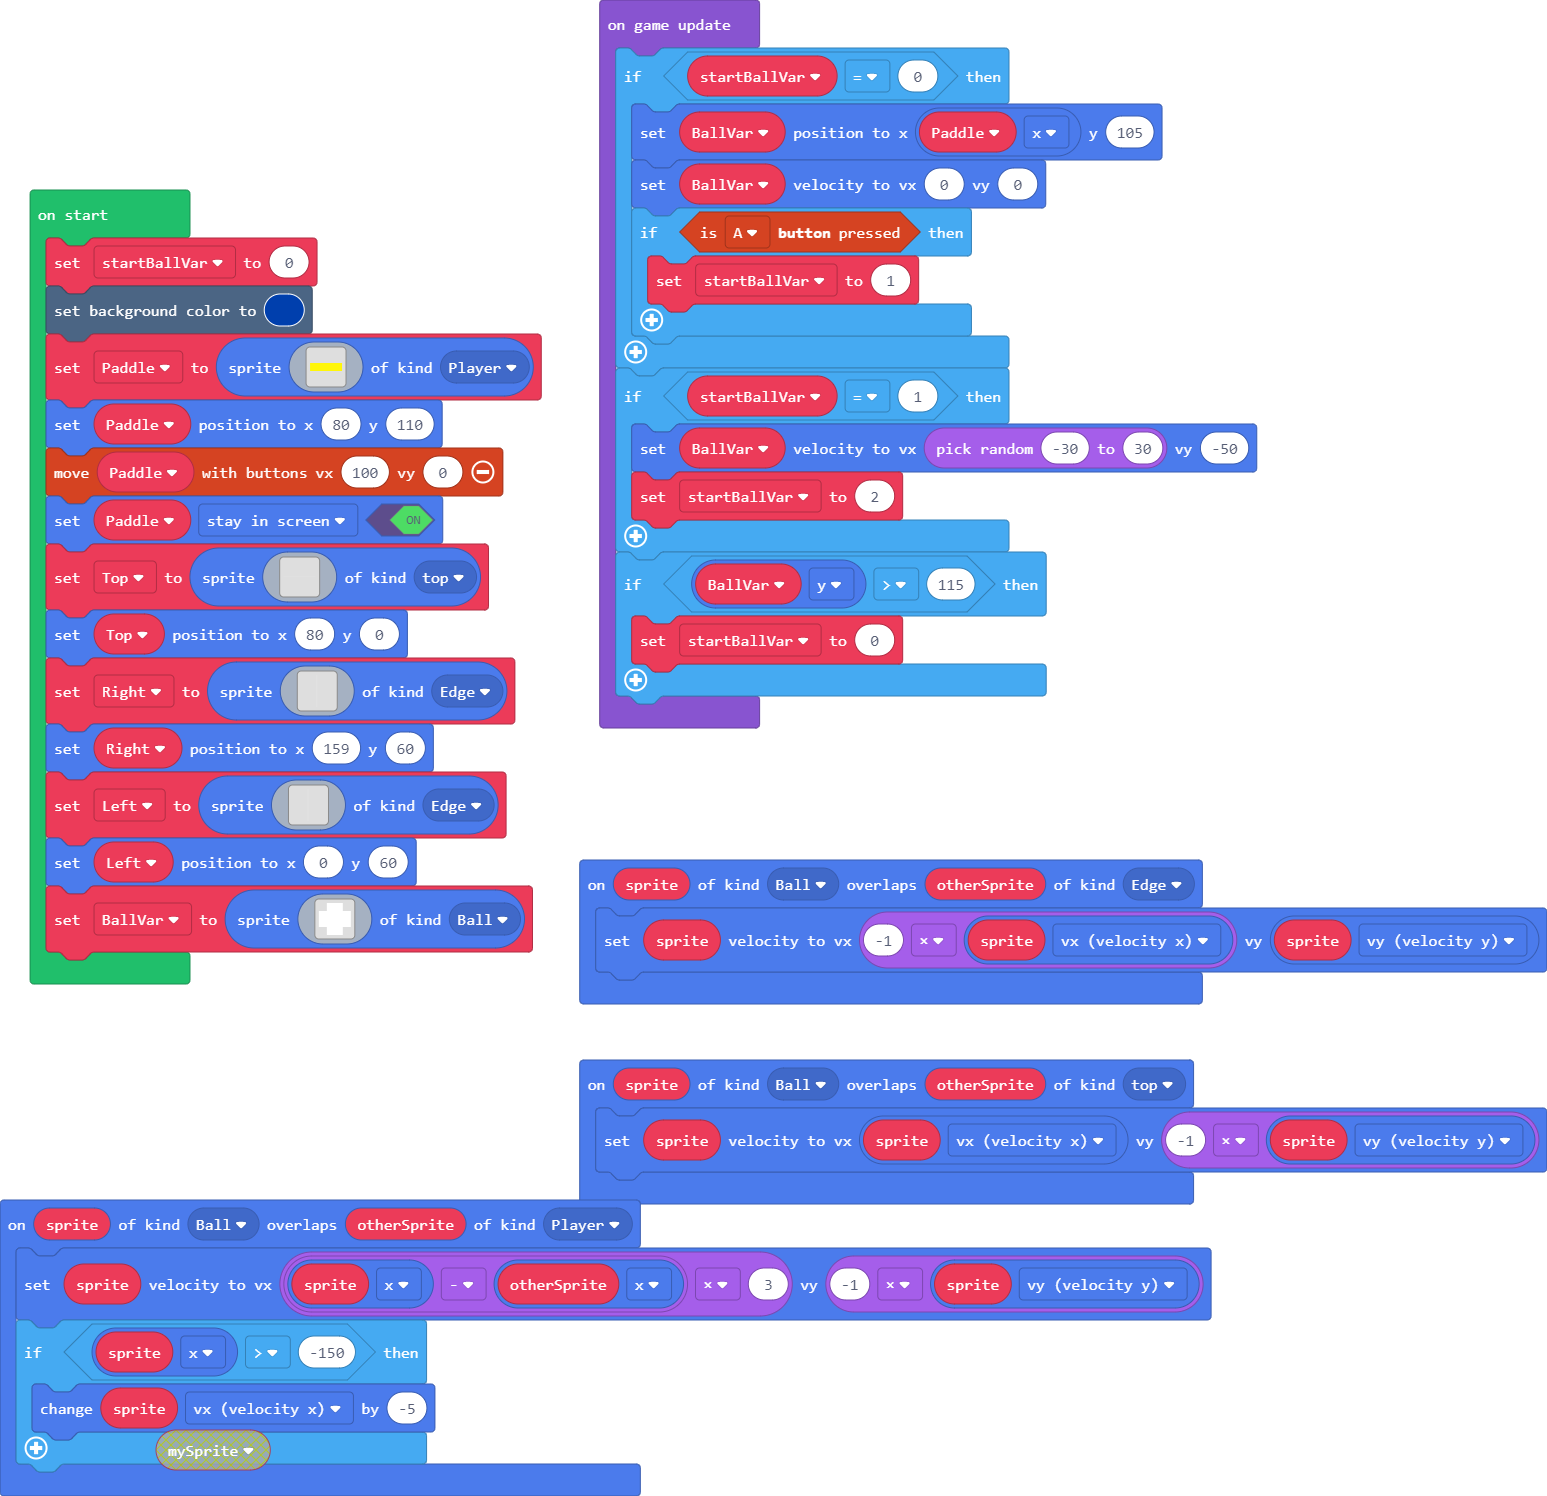 on start
set startBallVar to 0
set background color to
set Paddle to sprite of kind Player
set Paddle position to x 80 y 110
move Paddle with buttons vx 100 vy 0
set Paddle stay in screen ON
set Top to sprite of kind top
set Top position to x 80 y 0
set Right to sprite of kind Edge
set Right position to x 159 y 60
set Left to sprite of kind Edge
set Left position to x 0 y 60
set BallVar to sprite of kind Ball
on game update
if startBallVar = 0 then
set BallVar position to x Paddle x y 105
set BallVar velocity to vx 0 vy 0
if is A button pressed then
set startBallVar to 1
if startBallVar = 1 then
set BallVar velocity to vx pick random -30 to 30 vy -50
set startBallVar to 2
if BallVar y > 115 then
set startBallVar to 0
on sprite of kind Ball overlaps otherSprite of kind Edge
set sprite velocity to vx -1 × sprite vx (velocity x) vy sprite vy (velocity y)
on sprite of kind Ball overlaps otherSprite of kind top
set sprite velocity to vx sprite vx (velocity x) vy -1 × sprite vy (velocity y)
on sprite of kind Ball overlaps otherSprite of kind Player
set sprite velocity to vx sprite x - otherSprite x × 3 vy -1 × sprite vy (velocity y)
if sprite x > -150 then
change sprite vx (velocity x) by -5
mySprite